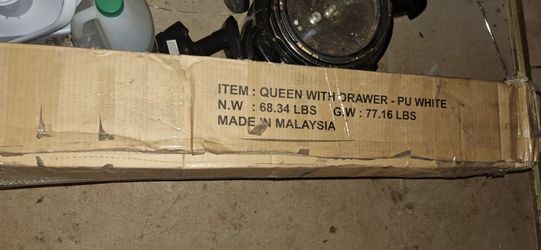 ITEM : QUEEN WITH DRAWER - PU WHITE
N.W : 68.34 LBS G.W : 77.16 LBS
MADE IN MALAYSIA